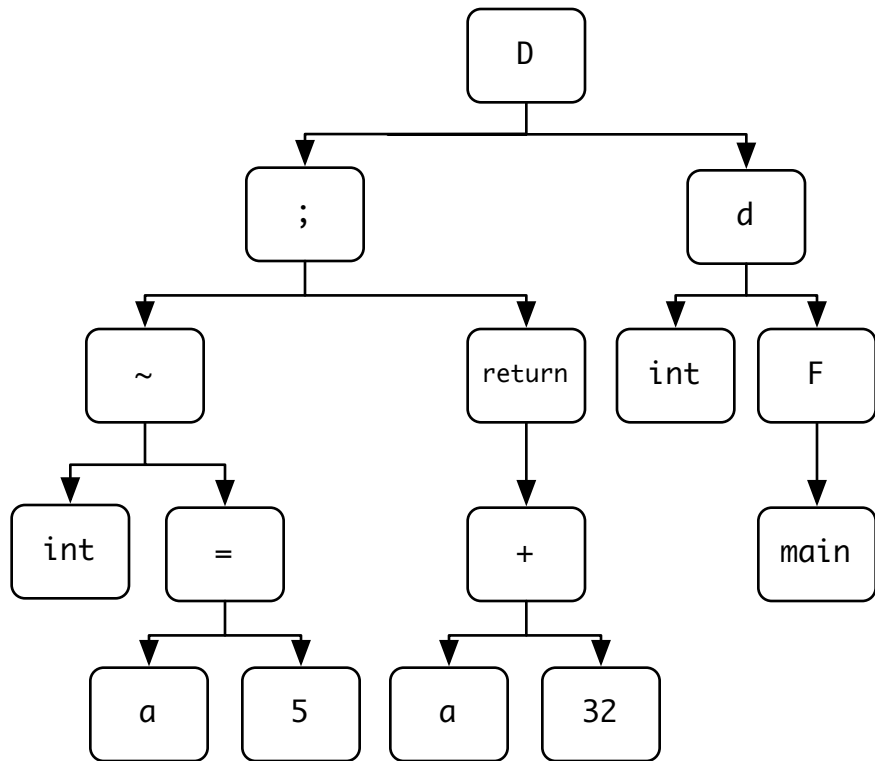 D
;
d
~
return
int
F
int
=
+
main
a
5
a
32